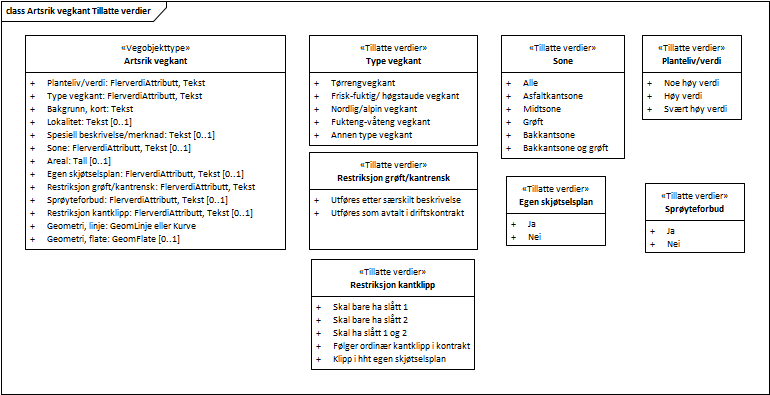 class Artsrik vegkant Tillatte verdier
«Vegobjekttype»
Artsrik vegkant
+ Planteliv/verdi: FlerverdiAttributt, Tekst
+ Type vegkant: FlerverdiAttributt, Tekst
+ Bakgrunn, kort: Tekst
+ Lokalitet: Tekst [0..1]
+ Spesiell beskrivelse/merknad: Tekst [0..1]
+ Sone: FlerverdiAttributt, Tekst [0..1]
+ Areal: Tall [0..1]
+ Egen skjøtselsplan: FlerverdiAttributt, Tekst [0..1]
+ Restriksjon grøft/kantrensk: FlerverdiAttributt, Tekst
+ Sprøyteforbud: FlerverdiAttributt, Tekst [0..1]
+ Restriksjon kantklipp: FlerverdiAttributt, Tekst [0..1]
+ Geometri, linje: GeomLinje eller Kurve
+ Geometri, flate: GeomFlate [0..1]
«Tillatte verdier»
Type vegkant
+ Tørrengvegkant
+ Frisk-fuktig/ høgstaude vegkant
+ Nordlig/alpin vegkant
+ Fukteng-våteng vegkant
+ Annen type vegkant
«Tillatte verdier»
Sone
+ Alle
+ Asfaltkantsone
+ Midtsone
+ Grøft
+ Bakkantsone
+ Bakkantsone og grøft
«Tillatte verdier»
Planteliv/verdi
+ Noe høy verdi
+ Høy verdi
+ Svært høy verdi
«Tillatte verdier»
Restriksjon grøft/kantrensk
+ Utføres etter særskilt beskrivelse
+ Utføres som avtalt i driftskontrakt
«Tillatte verdier»
Egen skjøtselsplan
+ Ja
+ Nei
«Tillatte verdier»
Sprøyteforbud
+ Ja
+ Nei
«Tillatte verdier»
Restriksjon kantklipp
+ Skal bare ha slått 1
+ Skal bare ha slått 2
+ Skal ha slått 1 og 2
+ Følger ordinær kantklipp i kontrakt
+ Klipp i hht egen skjøtselsplan